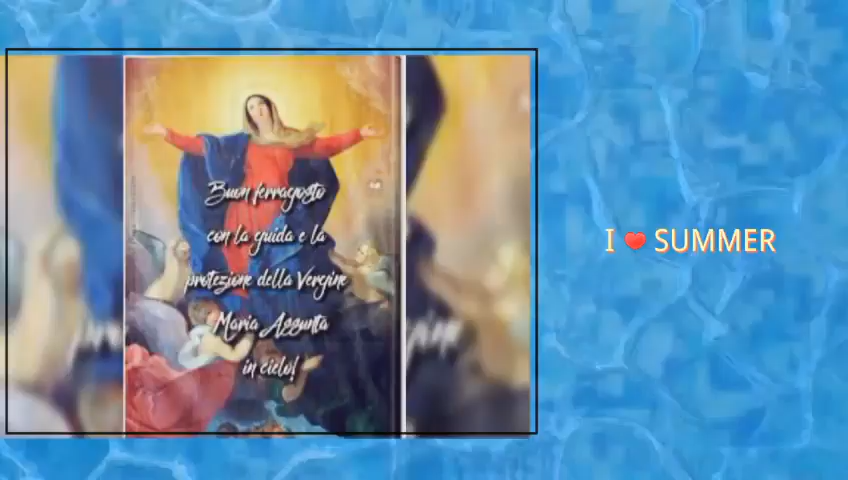 Buon ferragosto
con la guida e la
protezione della Vergine
Maria Assunta
in cielo!
I ❤ SUMMER